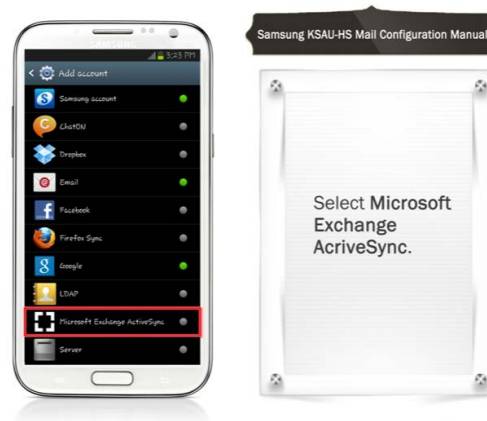 Samsung KSAU-HS Mail Configuration Manual
SAMSUNG
3:23 PM
Add account
Samsung account
ChatON
Dropbox
Email
Facebook
Firefox Sync
Google
LDAP
Microsoft Exchange ActiveSync
Server
Select Microsoft
Exchange
AcriveSync.